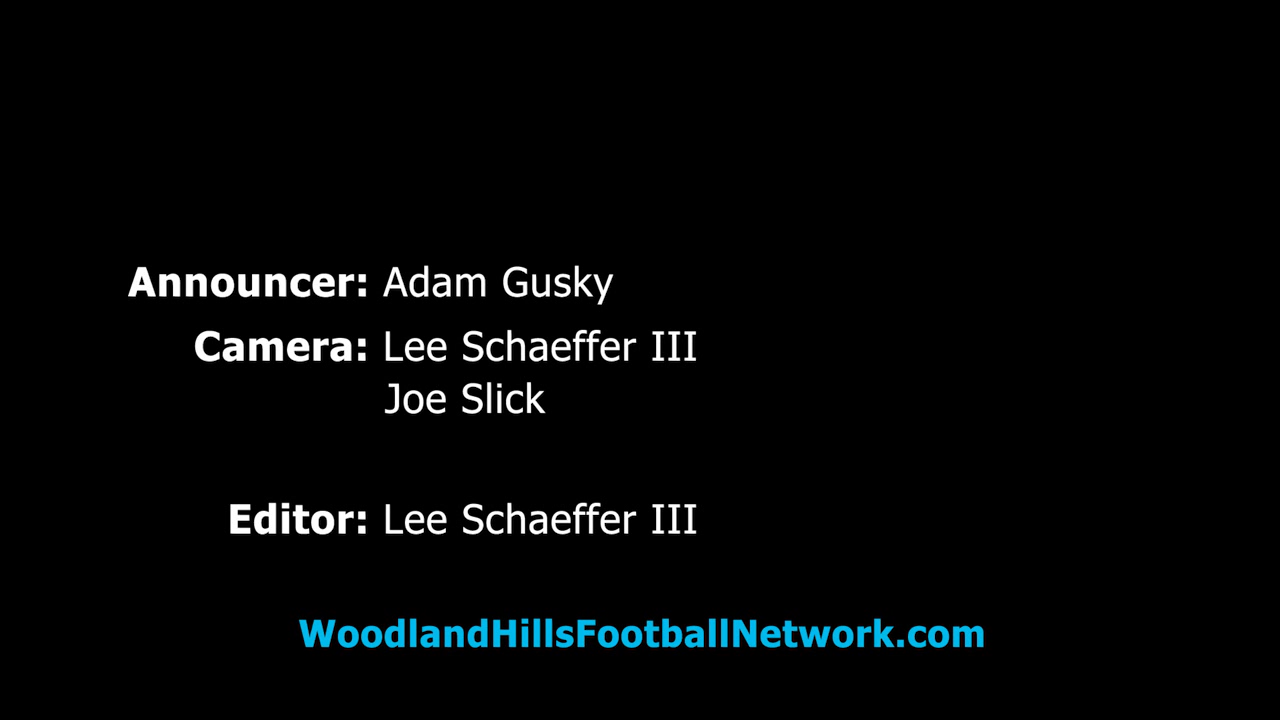 Announcer: Adam Gusky
Camera: Lee Schaeffer III
Joe Slick
Editor: Lee Schaeffer III
WoodlandHillsFootballNetwork.com